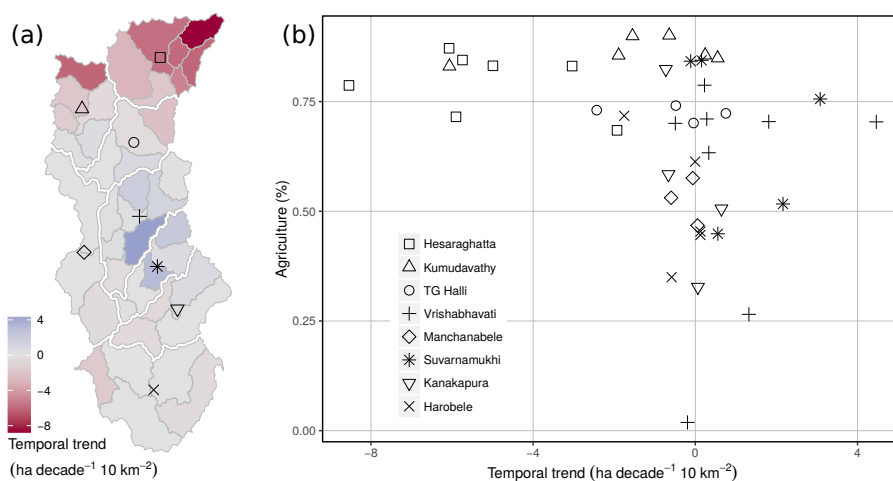 (a)
4
0
−4
−8
Temporal trend
(ha decade⁻¹ 10 km⁻²)
(b)
Agriculture (%)
0.75
0.50
0.25
0.00
Hesaraghatta
Kumudavathy
TG Halli
Vrishabhavati
Manchanabele
Suvarnamukhi
Kanakapura
Harobele
−8
−4
0
4
Temporal trend (ha decade⁻¹ 10 km⁻²)